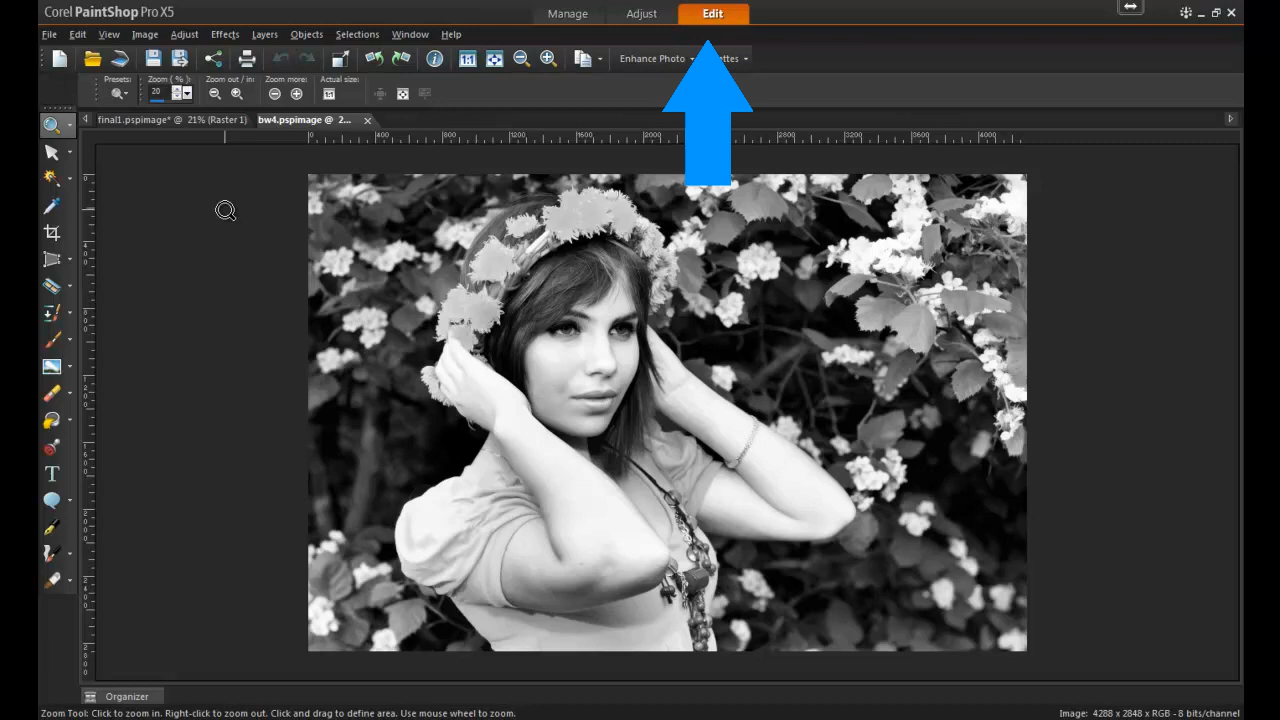 Corel PaintShop Pro X5
Manage Adjust Edit
File Edit View Image Adjust Effects Layers Objects Selections Window Help
Enhance Photo
Presets: Zoom ( % ): Zoom out / in: Zoom more: Actual size:
20
final1.pspimage* @ 21% (Raster 1) bw4.pspimage @ 2...
0 400 800 1200 1600 2000 2800 3200 3600 4000
T
Organizer
Zoom Tool: Click to zoom in. Right-click to zoom out. Click and drag to define area. Use mouse wheel to zoom. Image: 4288 x 2848 x RGB - 8 bits/channel